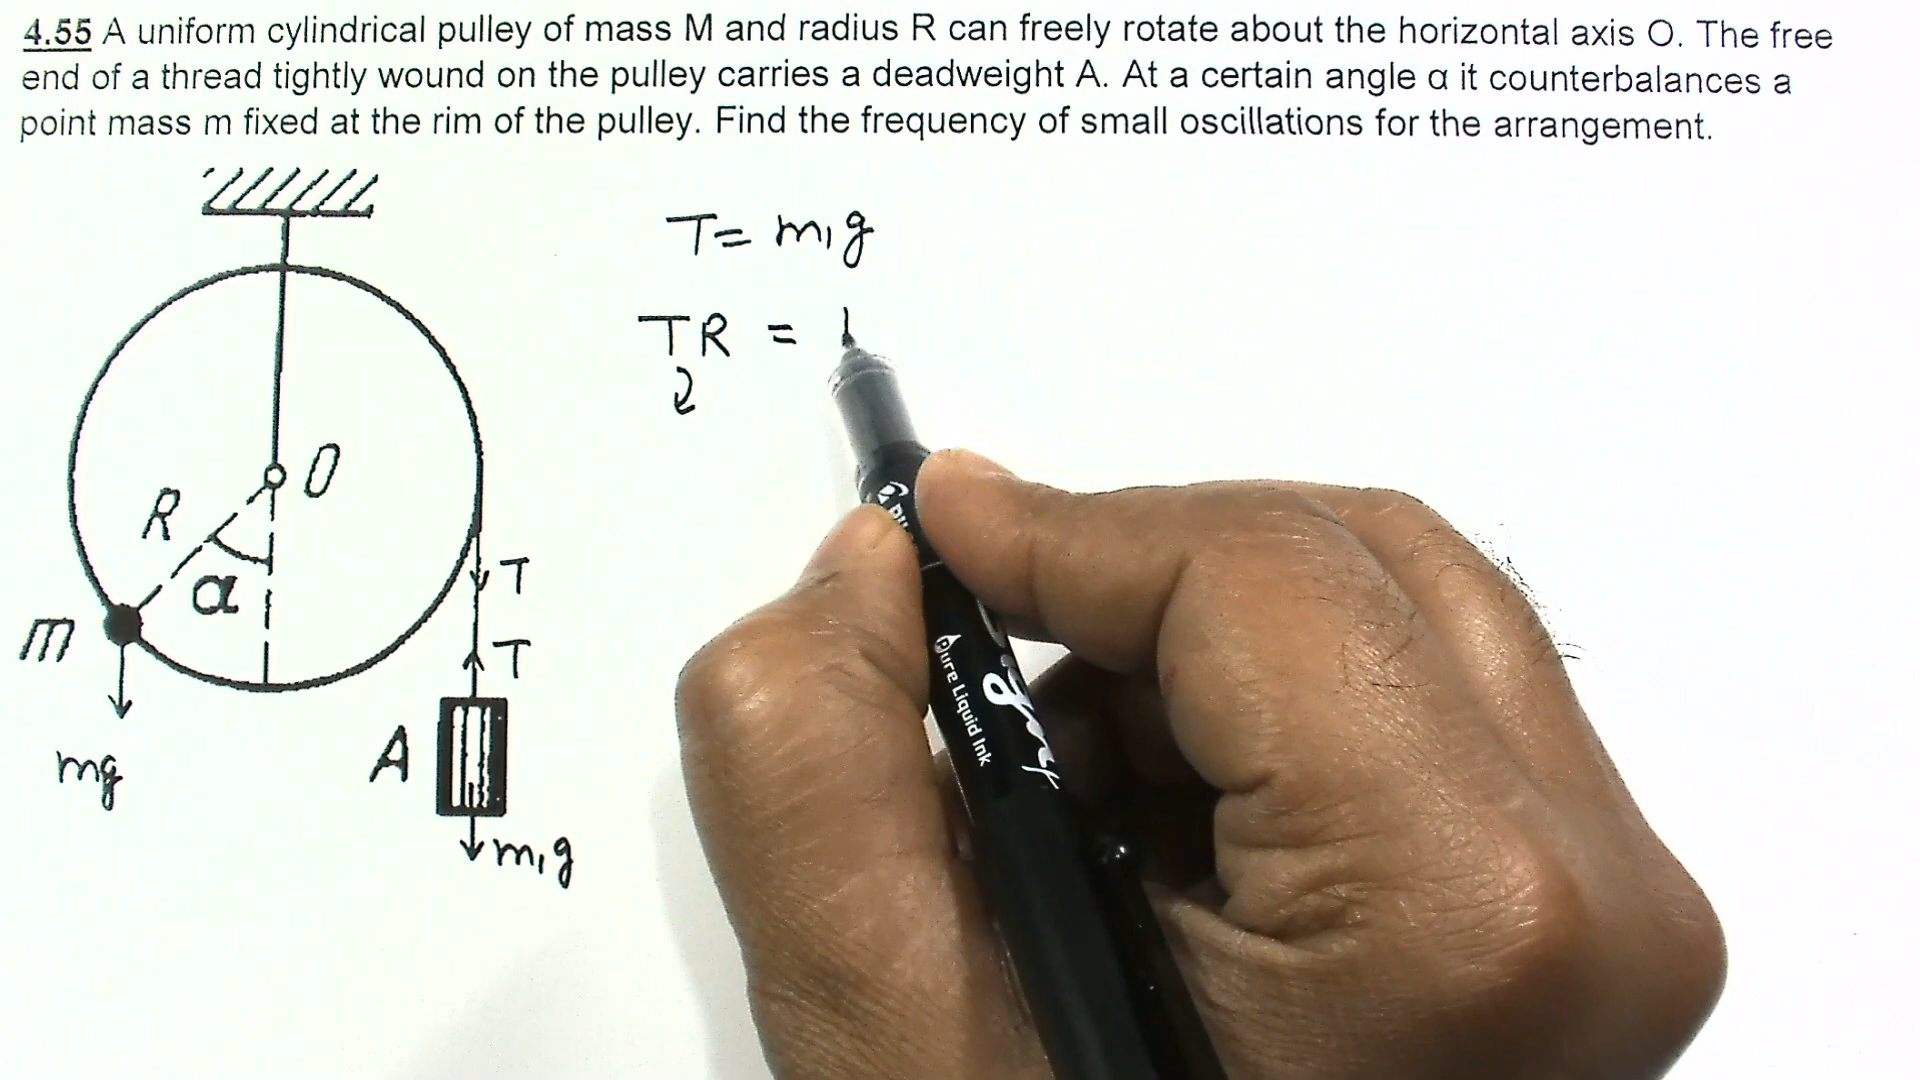 4.55 A uniform cylindrical pulley of mass M and radius R can freely rotate about the horizontal axis O. The free
end of a thread tightly wound on the pulley carries a deadweight A. At a certain angle α it counterbalances a
point mass m fixed at the rim of the pulley. Find the frequency of small oscillations for the arrangement.
T = m₁g
TR =
O
R
α
T
m
T
mg
A
m₁g
Pure Liquid Ink